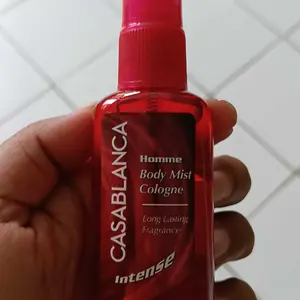 CASABLANCA
Homme
Body Mist
Cologne
Long Lasting
Fragrance
Intense